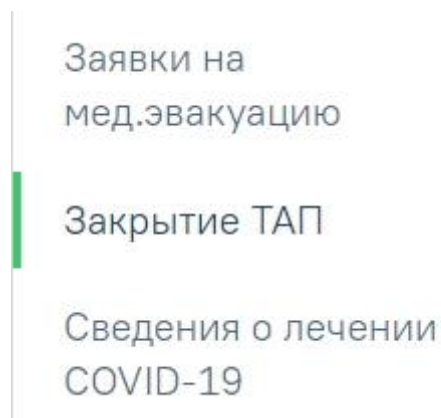 Заявки на
мед.эвакуацию
Закрытие ТАП
Сведения о лечении
COVID-19